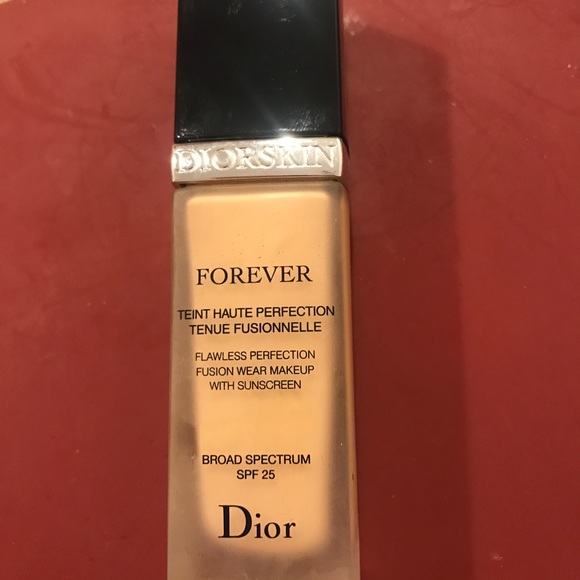 DIORSKIN
FOREVER
TEINT HAUTE PERFECTION
TENUE FUSIONNELLE
FLAWLESS PERFECTION
FUSION WEAR MAKEUP
WITH SUNSCREEN
BROAD SPECTRUM
SPF 25
Dior